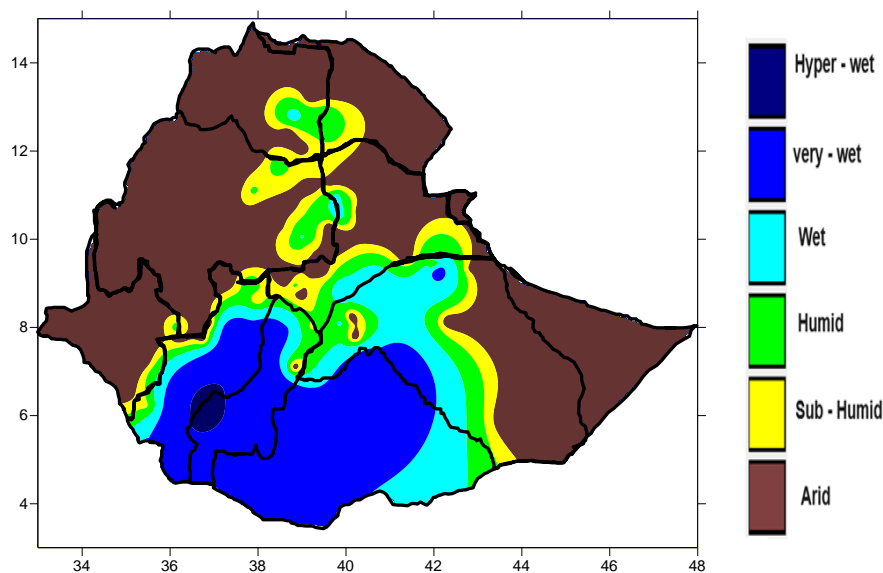 14
12
10
8
6
4
34 36 38 40 42 44 46 48
Hyper - wet
very - wet
Wet
Humid
Sub - Humid
Arid